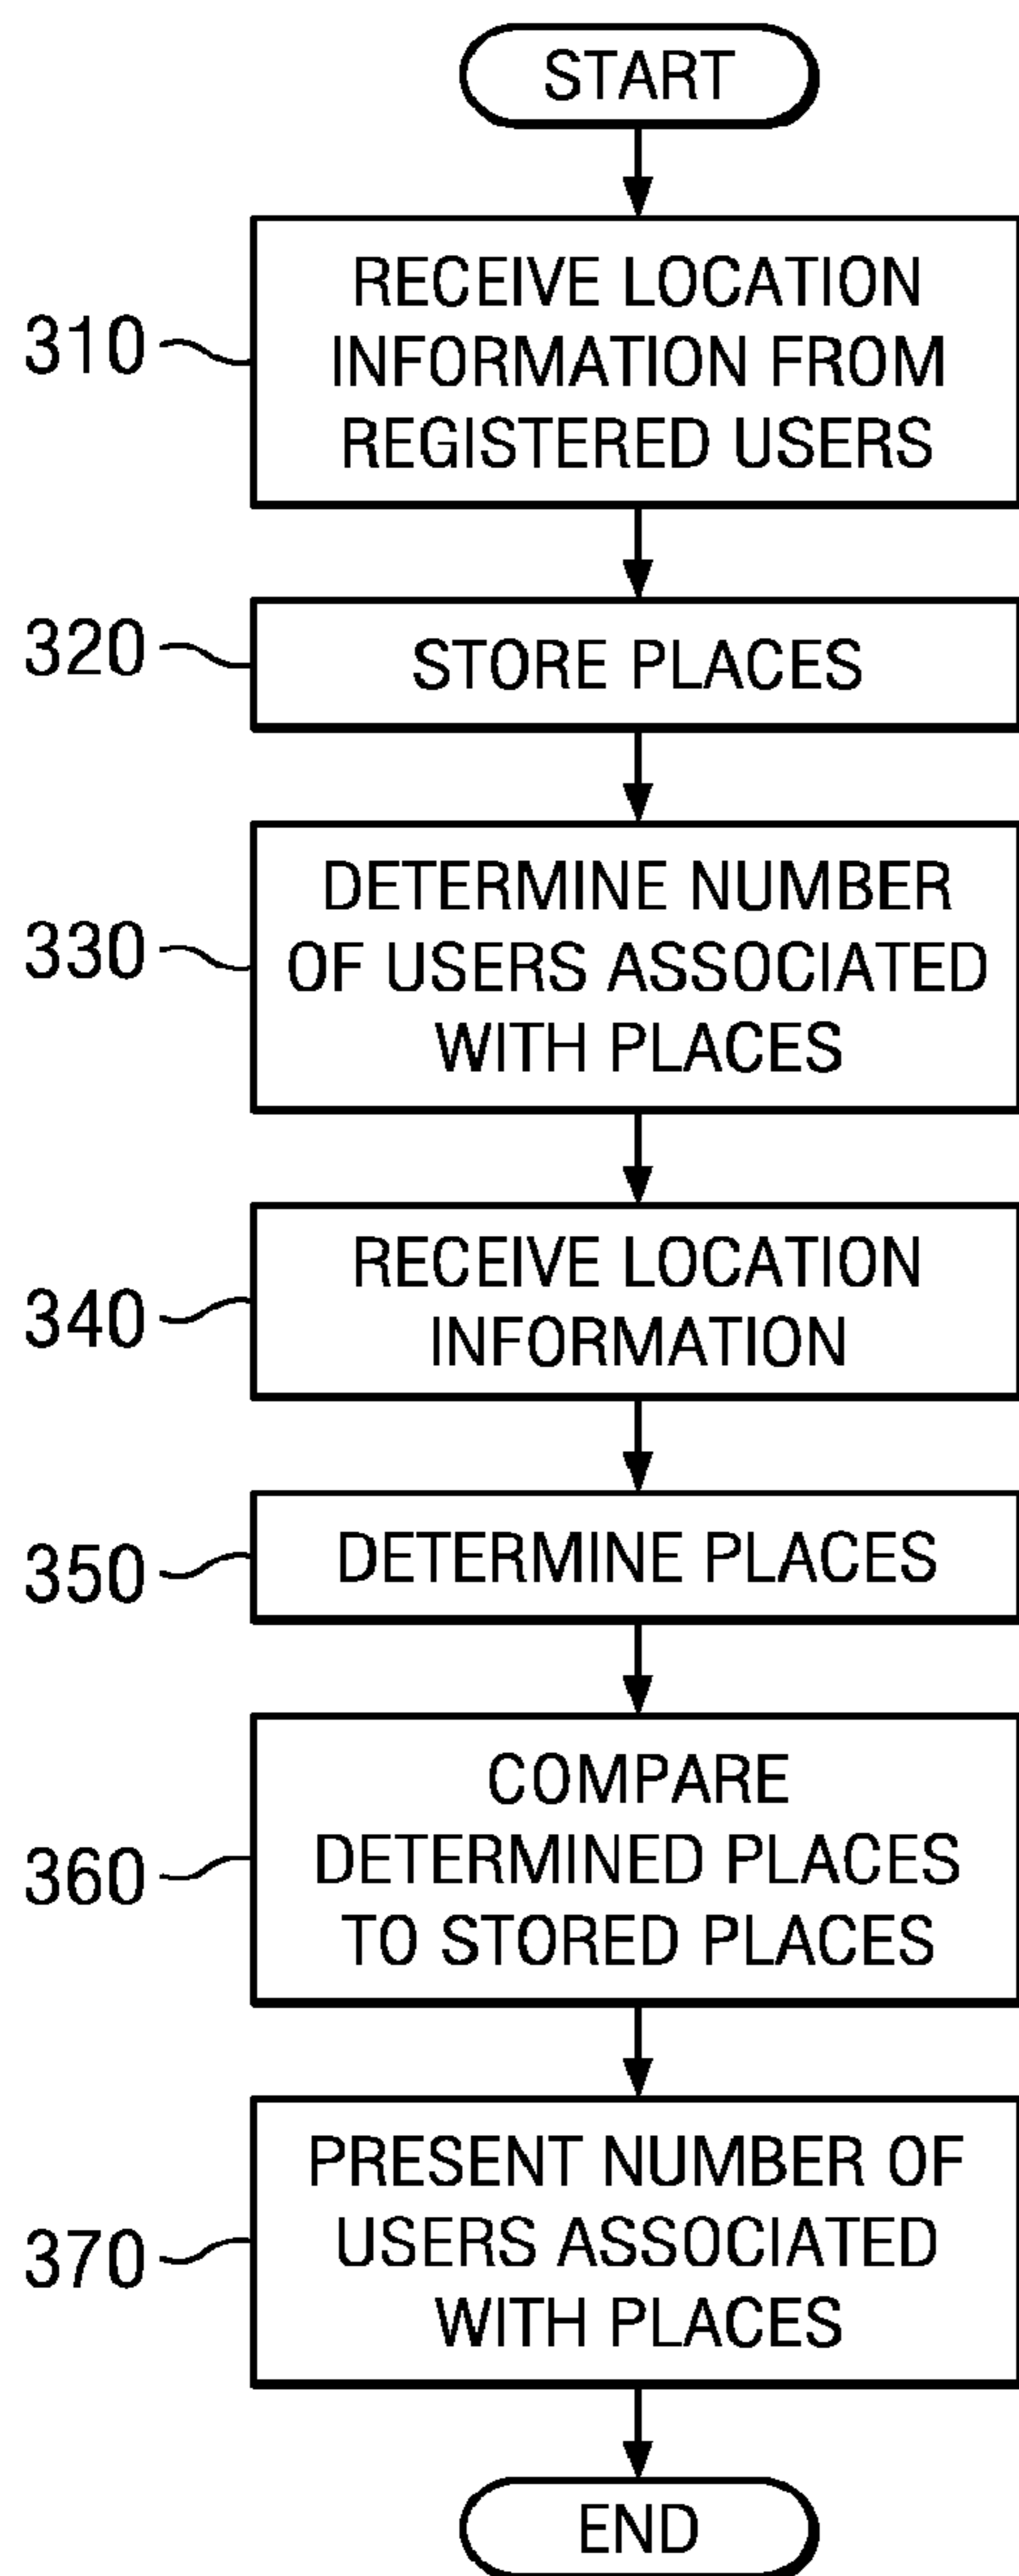 START
310
RECEIVE LOCATION
INFORMATION FROM
REGISTERED USERS
320
STORE PLACES
330
DETERMINE NUMBER
OF USERS ASSOCIATED
WITH PLACES
340
RECEIVE LOCATION
INFORMATION
350
DETERMINE PLACES
360
COMPARE
DETERMINED PLACES
TO STORED PLACES
370
PRESENT NUMBER OF
USERS ASSOCIATED
WITH PLACES
END